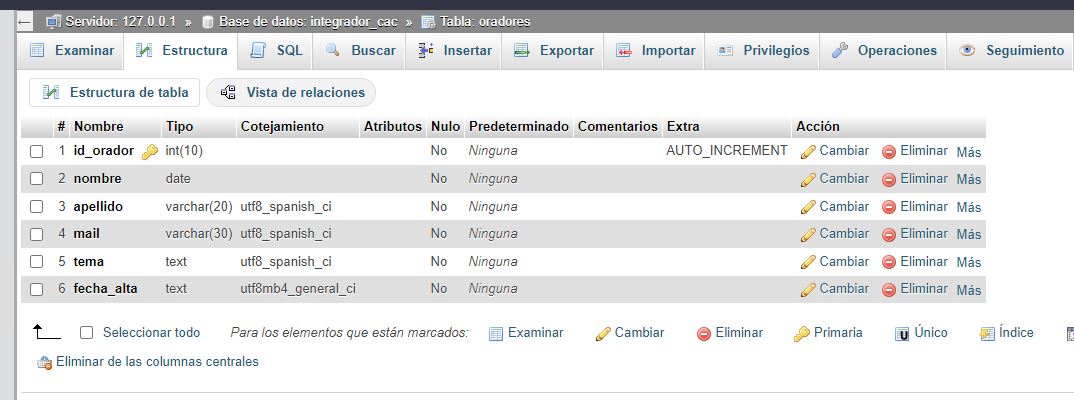 ← Servidor: 127.0.0.1 » Base de datos: integrador_cac » Tabla: oradores
Examinar Estructura SQL Buscar Insertar Exportar Importar Privilegios Operaciones Seguimiento
Estructura de tabla Vista de relaciones
# Nombre Tipo Cotejamiento Atributos Nulo Predeterminado Comentarios Extra Acción
1 id_orador int(10) No Ninguna AUTO_INCREMENT Cambiar Eliminar Más
2 nombre date No Ninguna Cambiar Eliminar Más
3 apellido varchar(20) utf8_spanish_ci No Ninguna Cambiar Eliminar Más
4 mail varchar(30) utf8_spanish_ci No Ninguna Cambiar Eliminar Más
5 tema text utf8_spanish_ci No Ninguna Cambiar Eliminar Más
6 fecha_alta text utf8mb4_general_ci No Ninguna Cambiar Eliminar Más
Seleccionar todo Para los elementos que están marcados: Examinar Cambiar Eliminar Primaria Único Índice
Eliminar de las columnas centrales